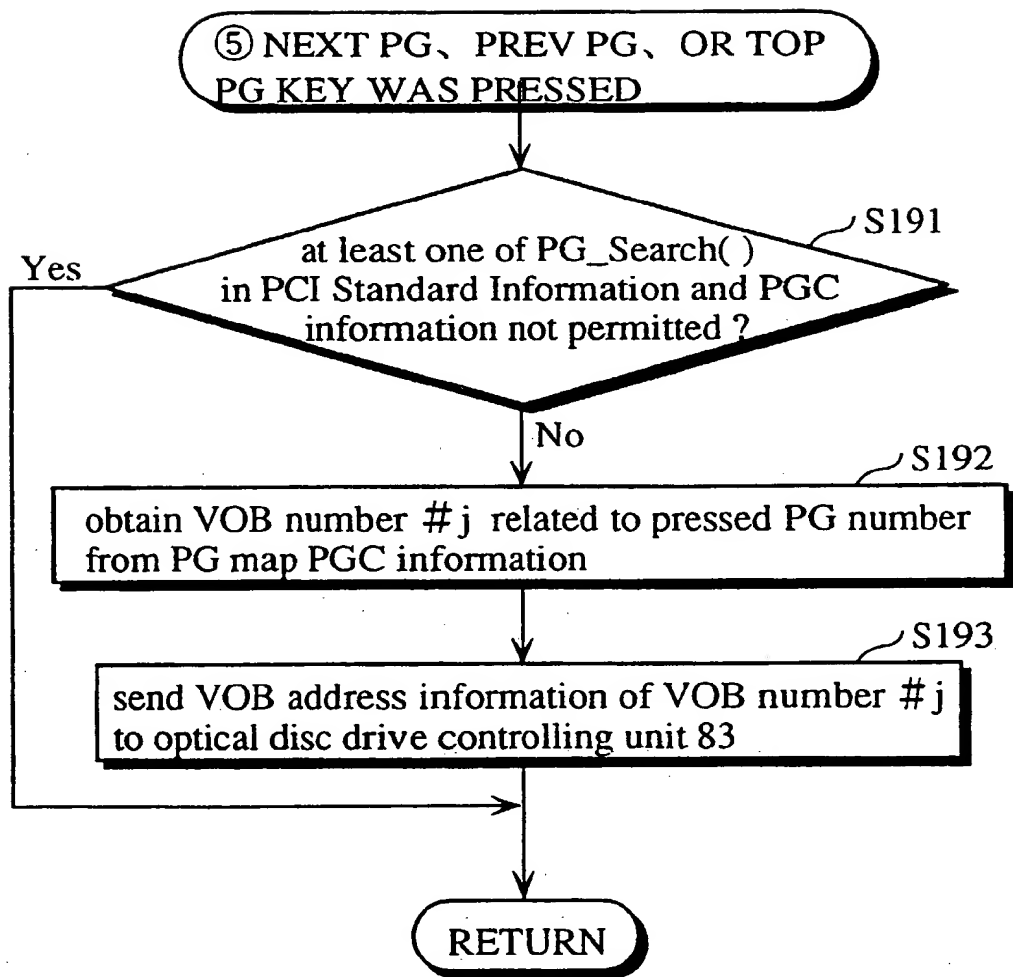 ⑤ NEXT PG、PREV PG、OR TOP
PG KEY WAS PRESSED
S191
at least one of PG_Search( )
in PCI Standard Information and PGC
information not permitted ?
Yes
No
S192
obtain VOB number #j related to pressed PG number
from PG map PGC information
S193
send VOB address information of VOB number #j
to optical disc drive controlling unit 83
RETURN